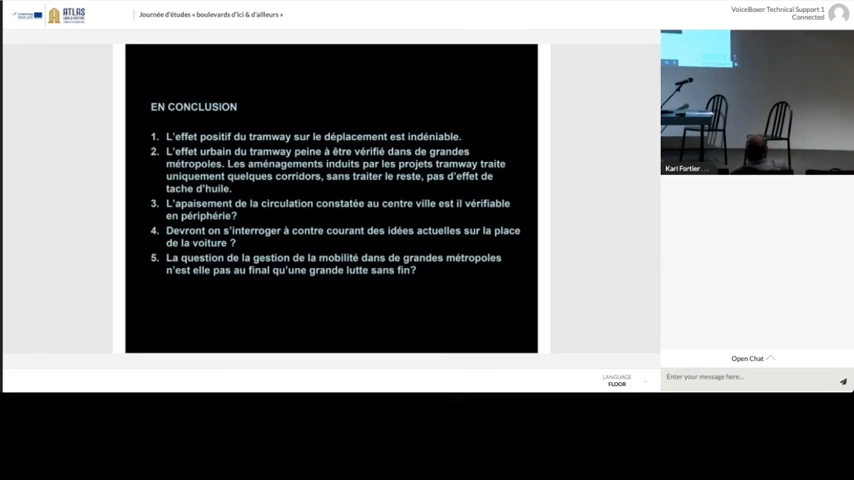 ATLAS
Journée d'études « boulevards d'ici & d'ailleurs »
VoiceBoxer Technical Support 1
Connected
EN CONCLUSION
1. L'effet positif du tramway sur le déplacement est indéniable.
2. L'effet urbain du tramway peine à être vérifié dans de grandes
métropoles. Les aménagements induits par les projets tramway traite
uniquement quelques corridors, sans traiter le reste, pas d'effet de
tache d'huile.
3. L'apaisement de la circulation constatée au centre ville est il vérifiable
en périphérie?
4. Devront on s'interroger à contre courant des idées actuelles sur la place
de la voiture ?
5. La question de la gestion de la mobilité dans de grandes métropoles
n'est elle pas au final qu'une grande lutte sans fin?
Karl Fortier ...
Open Chat
LANGUAGE
FLOOR
Enter your message here...